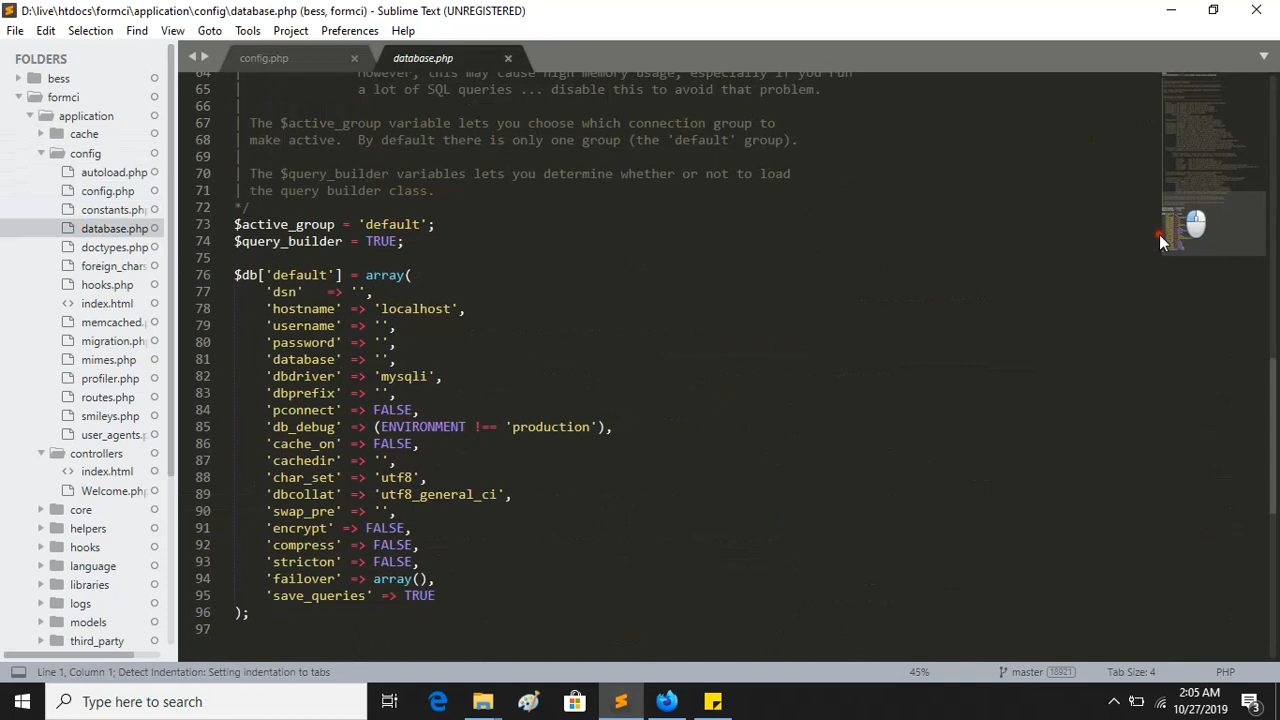 D:\live\htdocs\formci\application\config\database.php (bess, formci) - Sublime Text (UNREGISTERED)
File Edit Selection Find View Goto Tools Project Preferences Help
FOLDERS
bess
formci
application
cache
config
autoload.php
config.php
constants.php
database.php
doctypes.php
foreign_chars
hooks.php
index.html
memcached.
migration.ph
mimes.php
profiler.php
routes.php
smileys.php
user_agents.
controllers
index.html
Welcome.php
core
helpers
hooks
language
libraries
logs
models
third_party
config.php
database.php
64 | However, this may cause high memory usage, especially if you run
65 | a lot of SQL queries ... disable this to avoid that problem.
66 |
67 | The $active_group variable lets you choose which connection group to
68 | make active.  By default there is only one group (the 'default' group).
69 |
70 | The $query_builder variables lets you determine whether or not to load
71 | the query builder class.
72 */
73 $active_group = 'default';
74 $query_builder = TRUE;
75
76 $db['default'] = array(
77 'dsn' => '',
78 'hostname' => 'localhost',
79 'username' => '',
80 'password' => '',
81 'database' => '',
82 'dbdriver' => 'mysqli',
83 'dbprefix' => '',
84 'pconnect' => FALSE,
85 'db_debug' => (ENVIRONMENT !== 'production'),
86 'cache_on' => FALSE,
87 'cachedir' => '',
88 'char_set' => 'utf8',
89 'dbcollat' => 'utf8_general_ci',
90 'swap_pre' => '',
91 'encrypt' => FALSE,
92 'compress' => FALSE,
93 'stricton' => FALSE,
94 'failover' => array(),
95 'save_queries' => TRUE
96 );
97
Line 1, Column 1; Detect Indentation: Setting indentation to tabs
45%
master 18921
Tab Size: 4
PHP
Type here to search
2:05 AM
10/27/2019
3